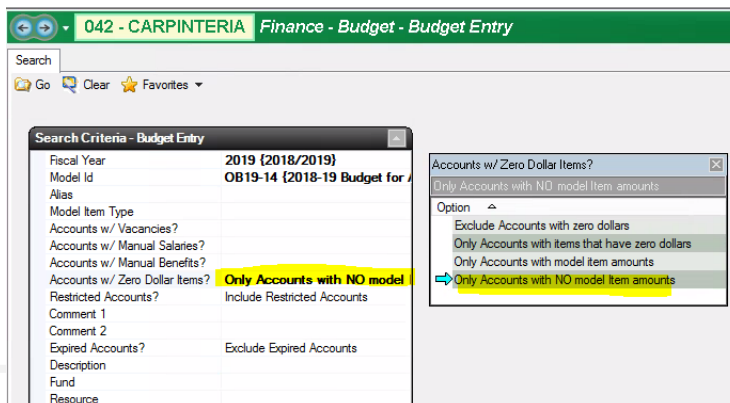 042 - CARPINTERIA Finance - Budget - Budget Entry
Search
Go Clear Favorites
Search Criteria - Budget Entry
Fiscal Year 2019 {2018/2019}
Model Id OB19-14 {2018-19 Budget for
Alias
Model Item Type
Accounts w/ Vacancies?
Accounts w/ Manual Salaries?
Accounts w/ Manual Benefits?
Accounts w/ Zero Dollar Items? Only Accounts with NO model
Restricted Accounts? Include Restricted Accounts
Comment 1
Comment 2
Expired Accounts? Exclude Expired Accounts
Description
Fund
Resource
Accounts w/ Zero Dollar Items?
Only Accounts with NO model Item amounts
Option
Exclude Accounts with zero dollars
Only Accounts with items that have zero dollars
Only Accounts with model item amounts
Only Accounts with NO model Item amounts